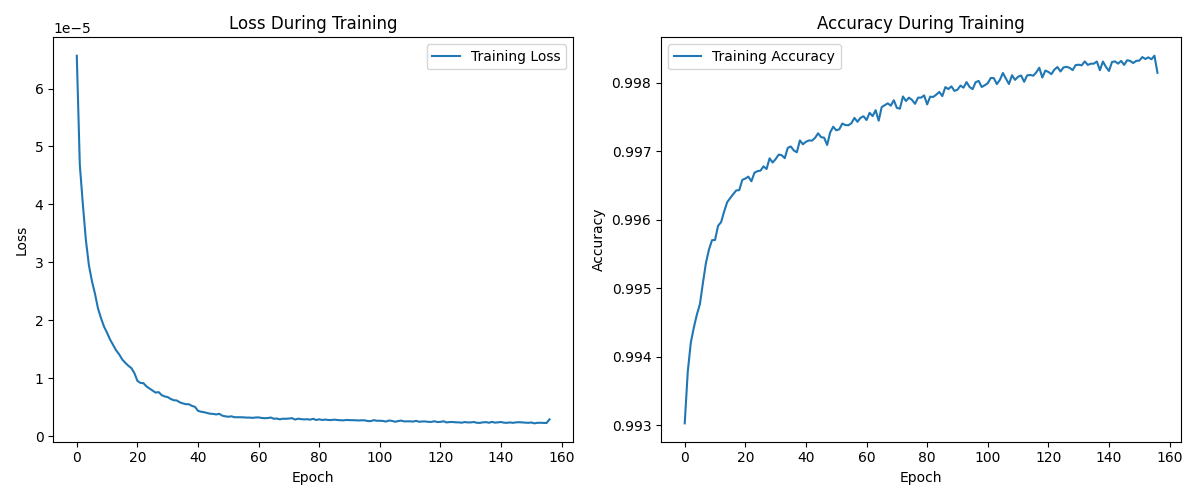 Loss During Training
1e−5
Training Loss
6
5
4
3
2
1
0
Loss
0 20 40 60 80 100 120 140 160
Epoch
Accuracy During Training
Training Accuracy
0.998
0.997
0.996
0.995
0.994
0.993
Accuracy
0 20 40 60 80 100 120 140 160
Epoch